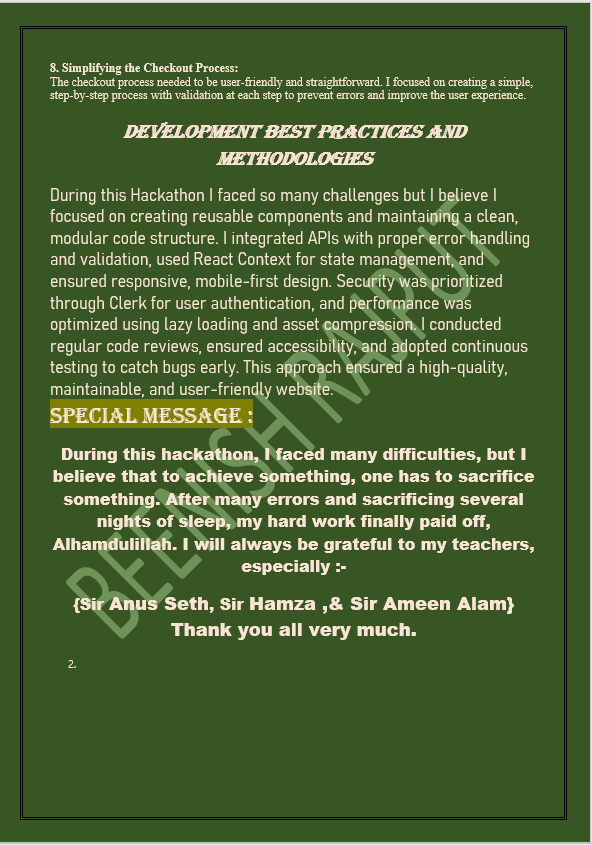 8. Simplifying the Checkout Process:
The checkout process needed to be user-friendly and straightforward. I focused on creating a simple,
step-by-step process with validation at each step to prevent errors and improve the user experience.
DEVELOPMENT BEST PRACTICES AND
METHODOLOGIES
During this Hackathon I faced so many challenges but I believe I
focused on creating reusable components and maintaining a clean,
modular code structure. I integrated APIs with proper error handling
and validation, used React Context for state management, and
ensured responsive, mobile-first design. Security was prioritized
through Clerk for user authentication, and performance was
optimized using lazy loading and asset compression. I conducted
regular code reviews, ensured accessibility, and adopted continuous
testing to catch bugs early. This approach ensured a high-quality,
maintainable, and user-friendly website.
SPECIAL MESSAGE :
During this hackathon, I faced many difficulties, but I
believe that to achieve something, one has to sacrifice
something. After many errors and sacrificing several
nights of sleep, my hard work finally paid off,
Alhamdulillah. I will always be grateful to my teachers,
especially :-
{Sir Anus Seth, Sir Hamza ,& Sir Ameen Alam}
Thank you all very much.
2.
BEENISH RAJPUT